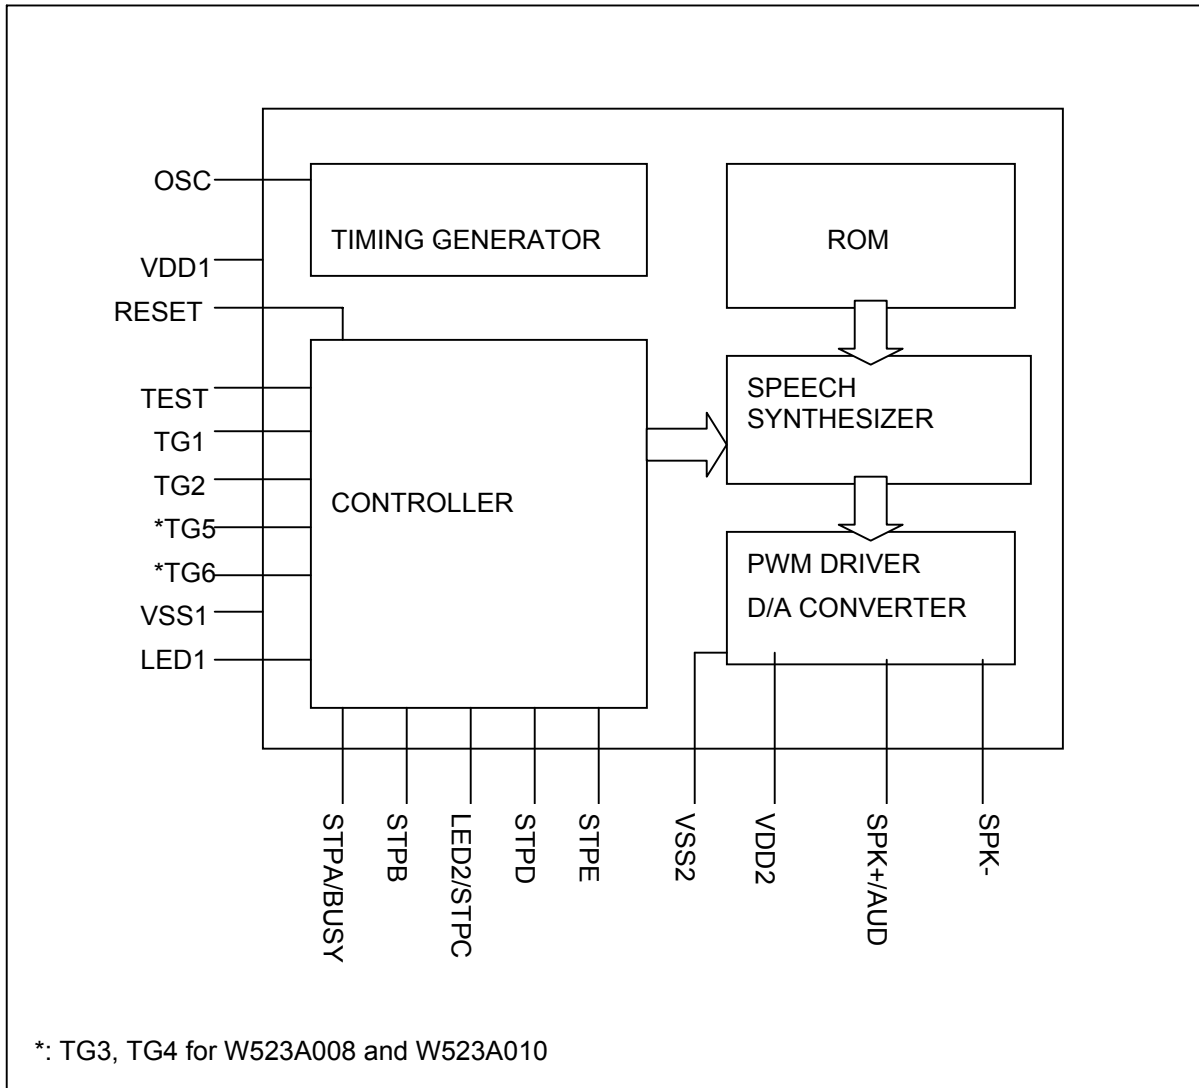 OSC
VDD1
RESET
TEST
TG1
TG2
*TG5
*TG6
VSS1
LED1
TIMING GENERATOR
CONTROLLER
ROM
SPEECH
SYNTHESIZER
PWM DRIVER
D/A CONVERTER
STPA/BUSY
STPB
LED2/STPC
STPD
STPE
VSS2
VDD2
SPK+/AUD
SPK-
*: TG3, TG4 for W523A008 and W523A010